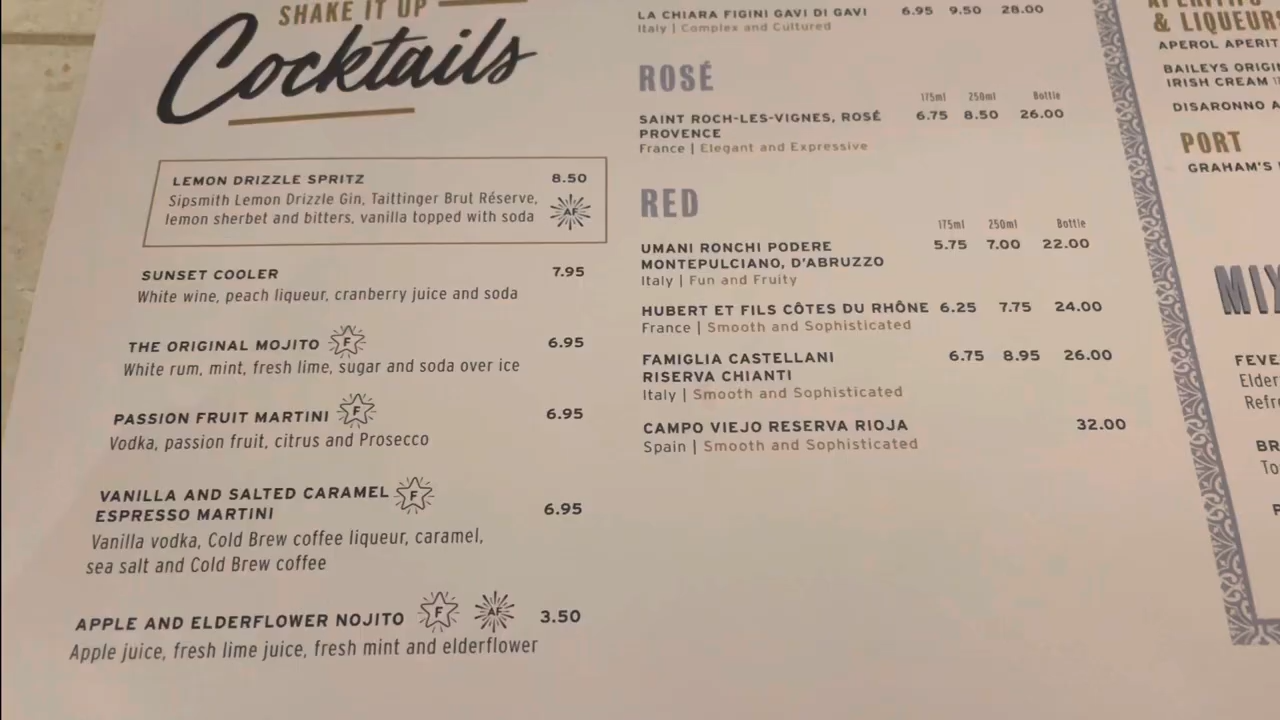 SHAKE IT UP
Cocktails
LEMON DRIZZLE SPRITZ 8.50
Sipsmith Lemon Drizzle Gin, Taittinger Brut Réserve,
lemon sherbet and bitters, vanilla topped with soda AF
SUNSET COOLER 7.95
White wine, peach liqueur, cranberry juice and soda
THE ORIGINAL MOJITO F 6.95
White rum, mint, fresh lime, sugar and soda over ice
PASSION FRUIT MARTINI F 6.95
Vodka, passion fruit, citrus and Prosecco
VANILLA AND SALTED CARAMEL F
ESPRESSO MARTINI 6.95
Vanilla vodka, Cold Brew coffee liqueur, caramel,
sea salt and Cold Brew coffee
APPLE AND ELDERFLOWER NOJITO F AF 3.50
Apple juice, fresh lime juice, fresh mint and elderflower
LA CHIARA FIGINI GAVI DI GAVI 6.95 9.50 28.00
Italy | Complex and Cultured
ROSÉ
175ml 250ml Bottle
SAINT ROCH-LES-VIGNES, ROSÉ 6.75 8.50 26.00
PROVENCE
France | Elegant and Expressive
RED
175ml 250ml Bottle
UMANI RONCHI PODERE 5.75 7.00 22.00
MONTEPULCIANO, D'ABRUZZO
Italy | Fun and Fruity
HUBERT ET FILS CÔTES DU RHÔNE 6.25 7.75 24.00
France | Smooth and Sophisticated
FAMIGLIA CASTELLANI 6.75 8.95 26.00
RISERVA CHIANTI
Italy | Smooth and Sophisticated
CAMPO VIEJO RESERVA RIOJA 32.00
Spain | Smooth and Sophisticated
& LIQUEURS
APEROL APERIT
BAILEYS ORIGI
IRISH CREAM
DISARONNO A
PORT
GRAHAM'S
MIX
FEVE
Elder
Refr
BR
To